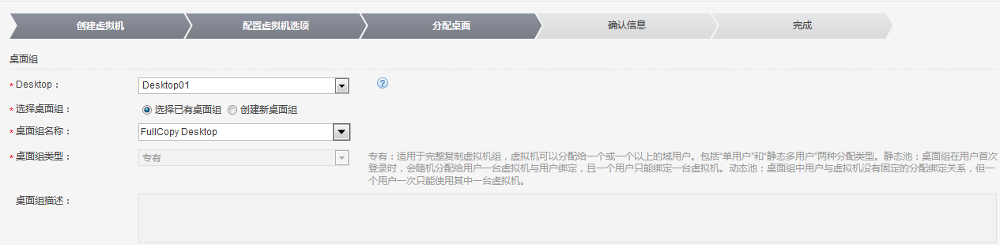 创建虚拟机 配置虚拟机选项 分配桌面 确认信息 完成
桌面组
* Desktop： Desktop01
* 选择桌面组： 选择已有桌面组 创建新桌面组
* 桌面组名称： FullCopy Desktop
* 桌面组类型： 专有
专有：适用于完整复制虚拟机组，虚拟机可以分配给一个或一个以上的域用户。包括“单用户”和“静态多用户”两种分配类型。静态池：桌面组在用户首次
登录时，会随机分配给用户一台虚拟机与用户绑定，且一个用户只能绑定一台虚拟机。动态池：桌面组中用户与虚拟机没有固定的分配绑定关系，但一
个用户一次只能使用其中一台虚拟机。
桌面组描述：